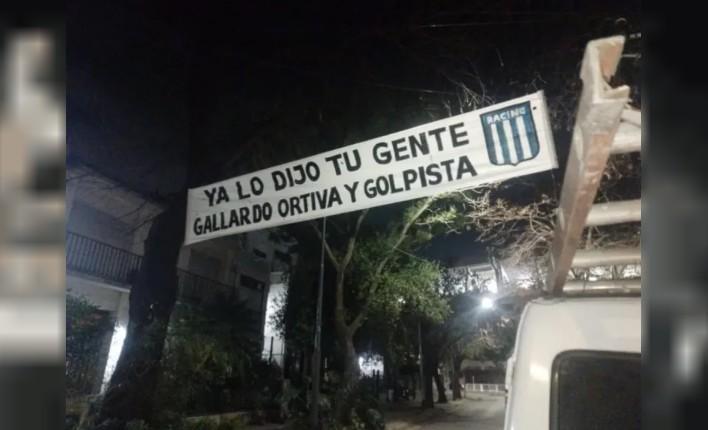 YA LO DIJO TU GENTE
GALLARDO ORTIVA Y GOLPISTA
RACING